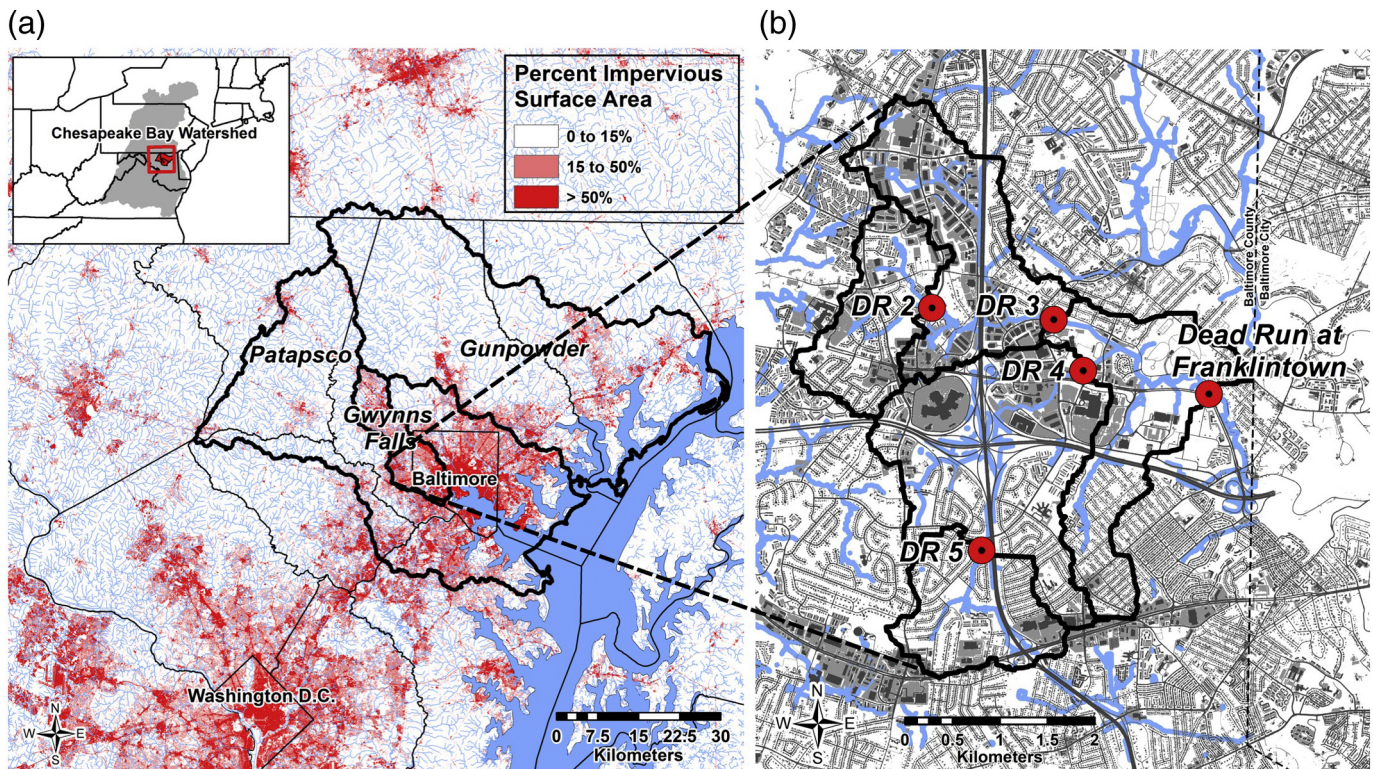 (a)
Chesapeake Bay Watershed
Percent Impervious
Surface Area
0 to 15%
15 to 50%
> 50%
Patapsco
Gunpowder
Gwynns
Falls
Baltimore
Washington D.C.
N
W E
S
0 7.5 15 22.5 30
Kilometers
(b)
Baltimore County
Baltimore City
DR 2
DR 3
DR 4
Dead Run at
Franklintown
DR 5
N
W E
S
0 0.5 1 1.5 2
Kilometers